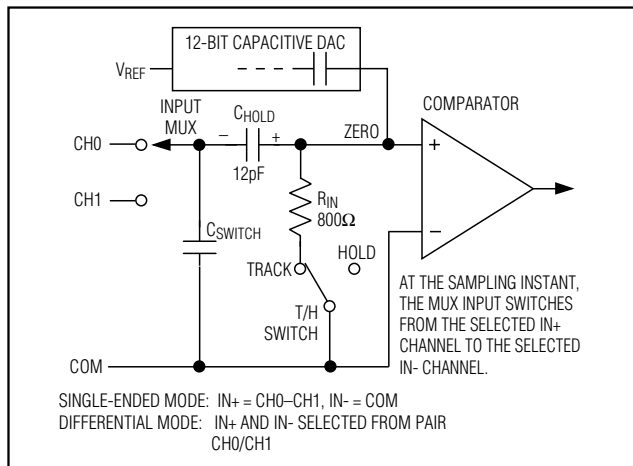 12-BIT CAPACITIVE DAC
VREF
COMPARATOR
INPUT
MUX
CHOLD
ZERO
– +
+
CH0
12pF
CH1
RIN
800Ω
CSWITCH
HOLD
–
TRACK
AT THE SAMPLING INSTANT,
THE MUX INPUT SWITCHES
FROM THE SELECTED IN+
CHANNEL TO THE SELECTED
IN- CHANNEL.
T/H
SWITCH
COM
SINGLE-ENDED MODE: IN+ = CH0–CH1, IN- = COM
DIFFERENTIAL MODE: IN+ AND IN- SELECTED FROM PAIR
CH0/CH1